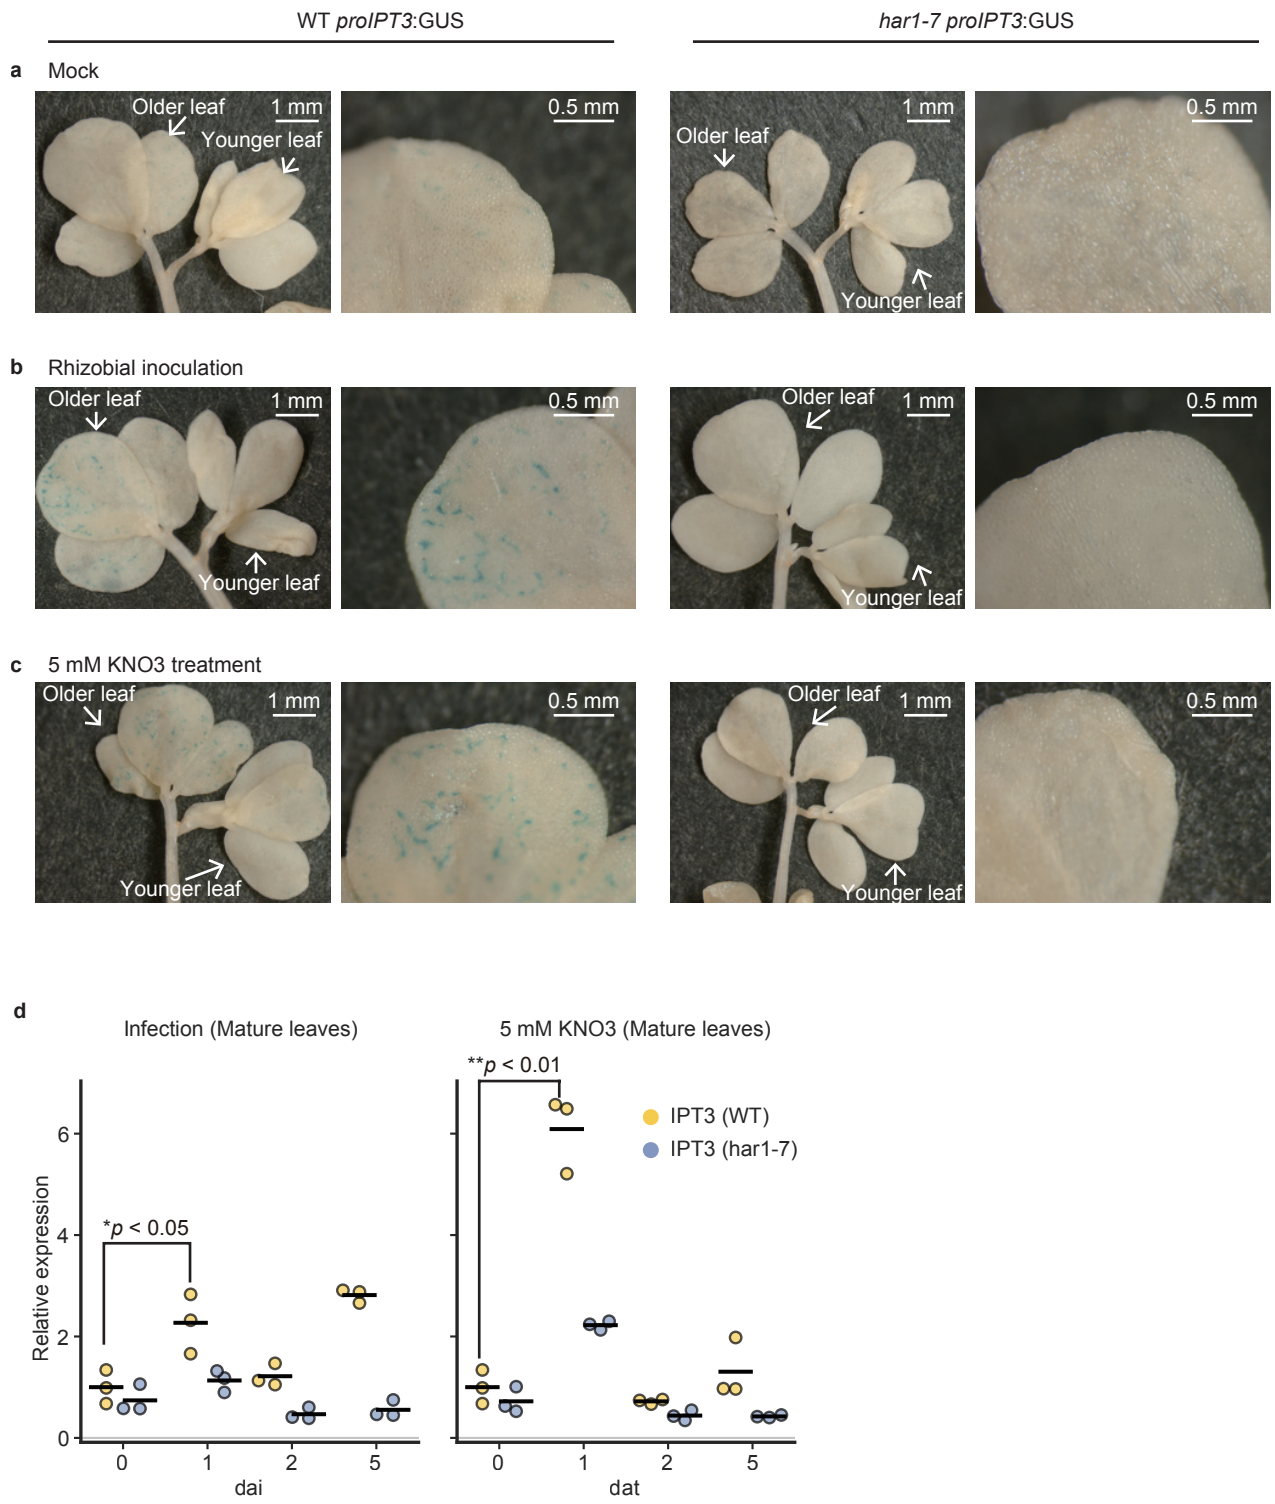 WT proIPT3:GUS
har1-7 proIPT3:GUS
a Mock
Older leaf
1 mm
Younger leaf
0.5 mm
Older leaf
1 mm
Younger leaf
0.5 mm
b Rhizobial inoculation
Older leaf
1 mm
Younger leaf
0.5 mm
Older leaf
1 mm
Younger leaf
0.5 mm
c 5 mM KNO3 treatment
Older leaf
1 mm
Younger leaf
0.5 mm
Older leaf
1 mm
Younger leaf
0.5 mm
d
Infection (Mature leaves)
*p < 0.05
Relative expression
6
4
2
0
0 1 2 5
dai
5 mM KNO3 (Mature leaves)
**p < 0.01
IPT3 (WT)
IPT3 (har1-7)
0 1 2 5
dat